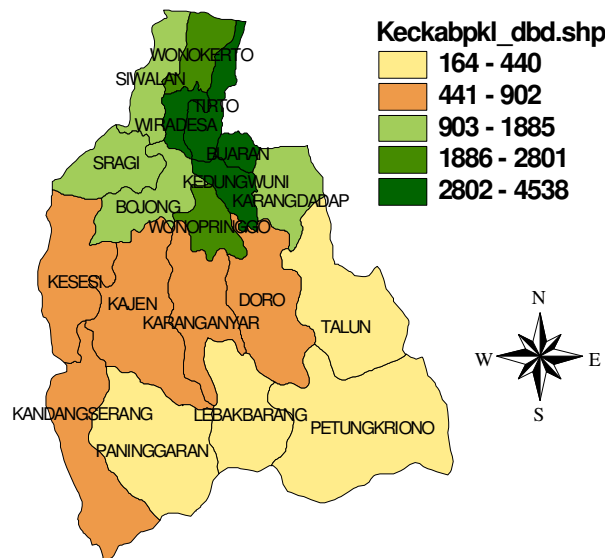 Keckabpkl_dbd.shp
164 - 440
441 - 902
903 - 1885
1886 - 2801
2802 - 4538
WONOKERTO
SIWALAN
TIRTO
WIRADESA
BUARAN
SRAGI
KEDUNGWUNI
KARANGDADAP
BOJONG
WONOPRINGGO
KESESI
KAJEN
DORO
KARANGANYAR
TALUN
KANDANGSERANG
LEBAKBARANG
PETUNGKRIONO
PANINGGARAN
N
W E
S